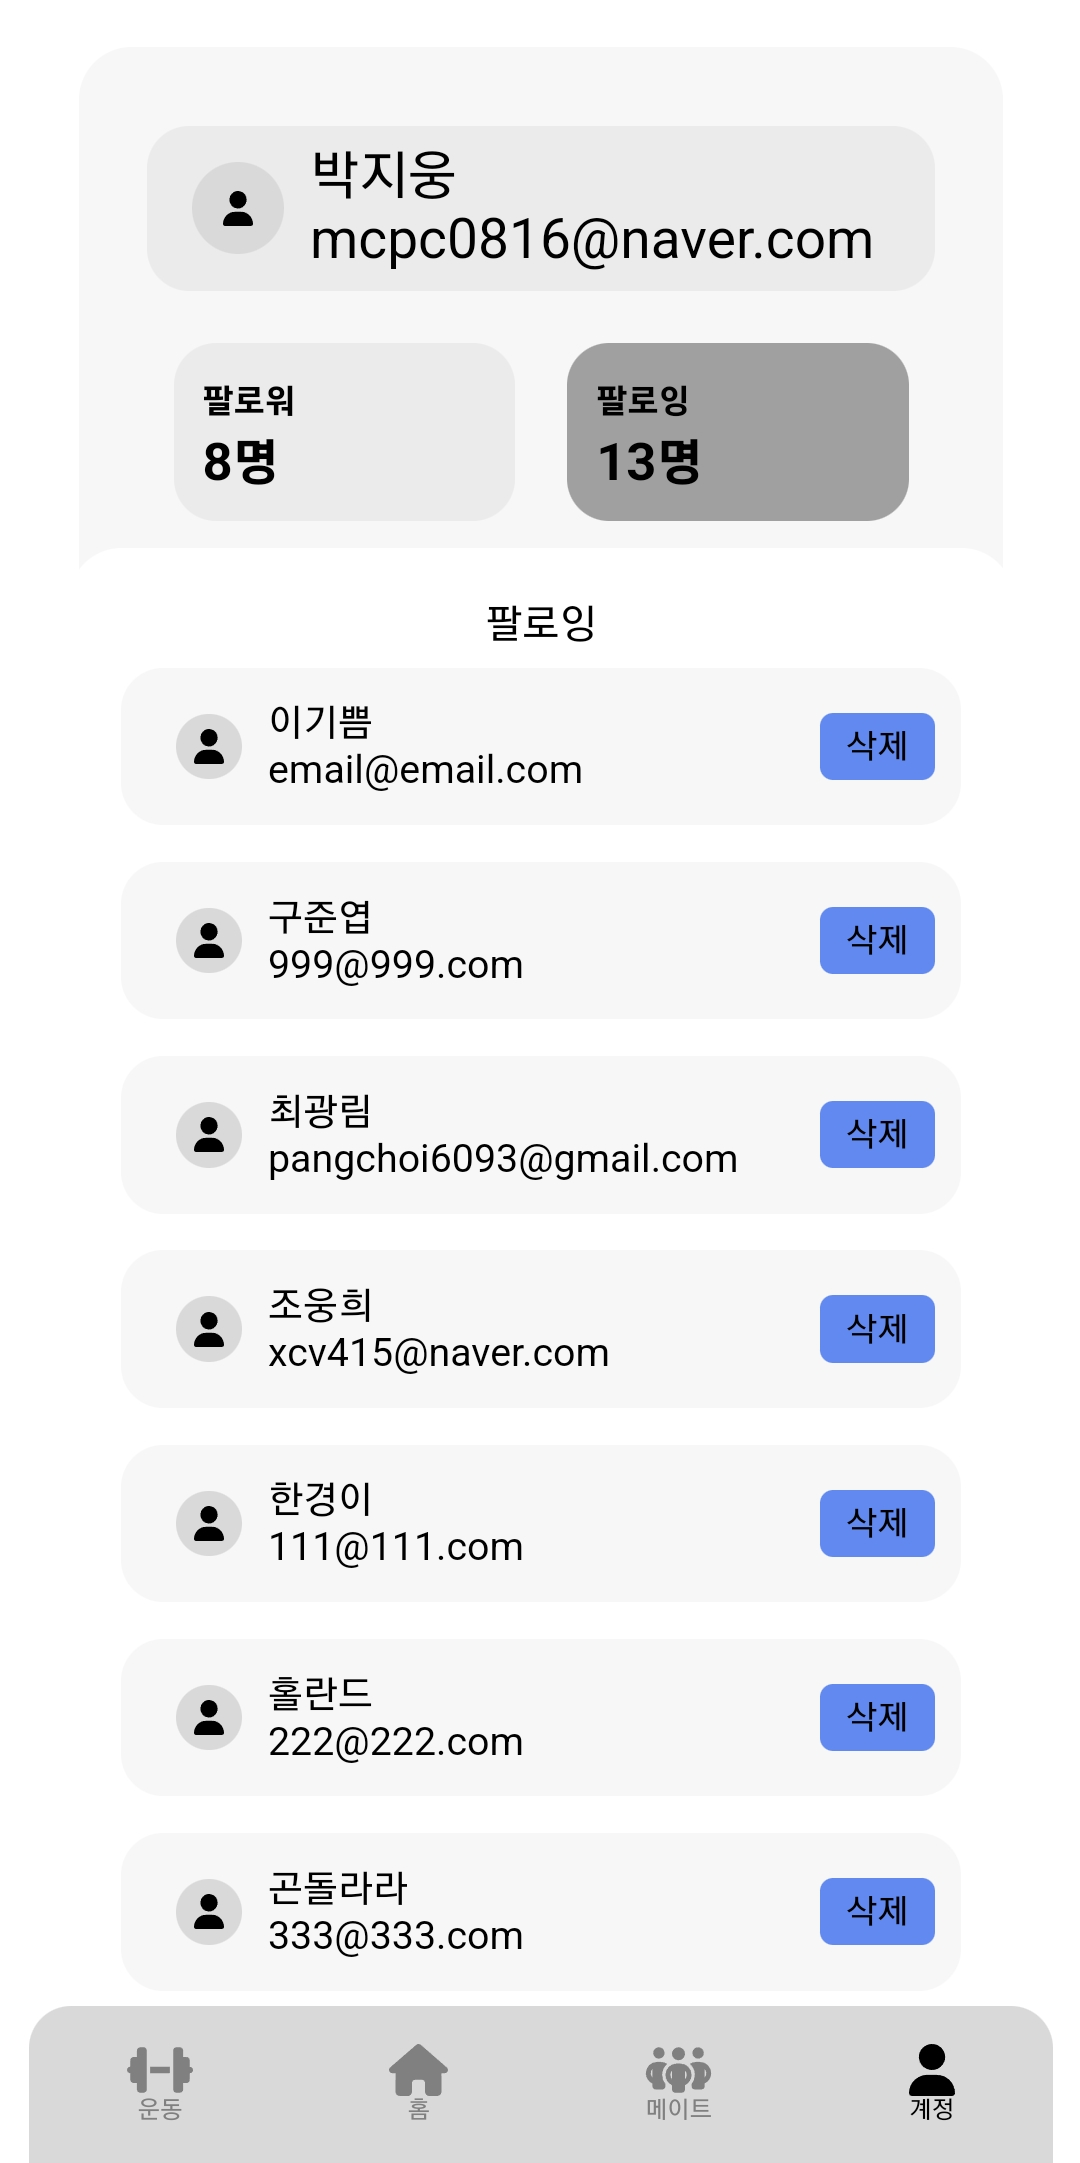 박지웅
mcpc0816@naver.com
팔로워
8명
팔로잉
13명
팔로잉
이기쁨
email@email.com
삭제
구준엽
999@999.com
삭제
최광림
pangchoi6093@gmail.com
삭제
조웅희
xcv415@naver.com
삭제
한경이
111@111.com
삭제
홀란드
222@222.com
삭제
곤돌라라
333@333.com
삭제
운동
홈
메이트
계정